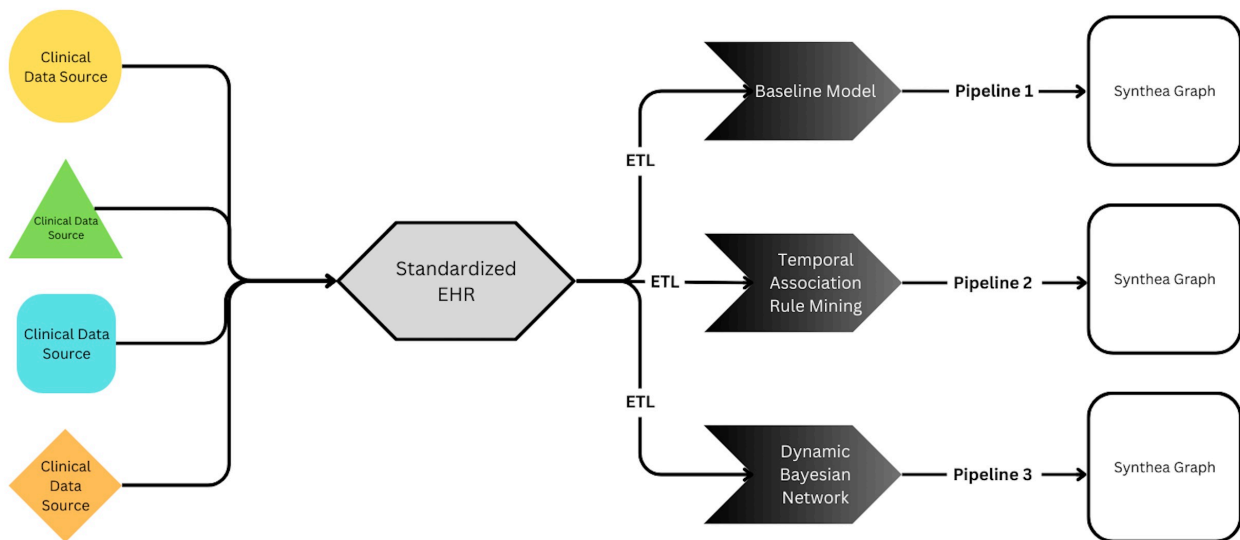 Clinical
Data Source
Clinical Data
Source
Clinical Data
Source
Clinical
Data
Source
Standardized
EHR
ETL
ETL
ETL
Baseline Model
Pipeline 1
Synthea Graph
Temporal
Association
Rule Mining
Pipeline 2
Synthea Graph
Dynamic
Bayesian
Network
Pipeline 3
Synthea Graph